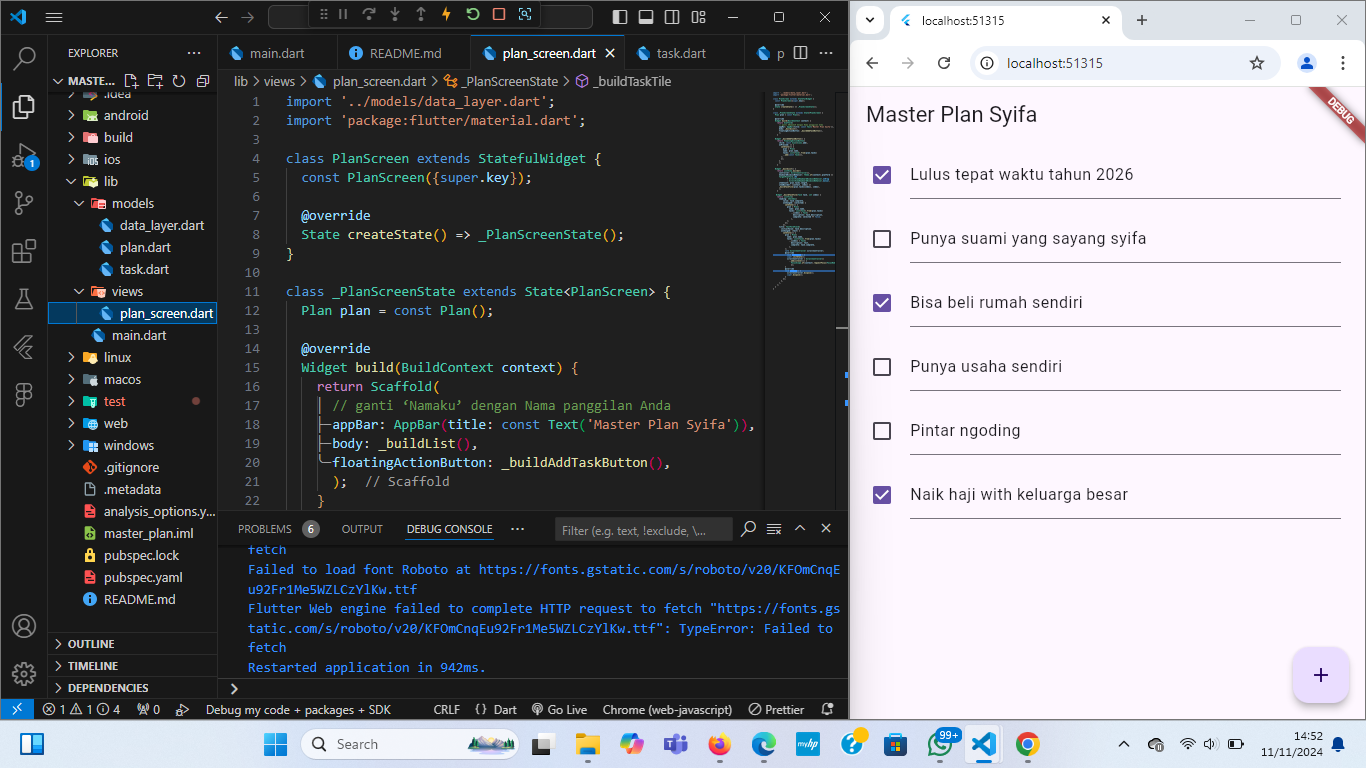 EXPLORER
MASTE...
.idea
android
build
ios
lib
models
data_layer.dart
plan.dart
task.dart
views
plan_screen.dart
main.dart
linux
macos
test
web
windows
.gitignore
.metadata
analysis_options.y...
master_plan.iml
pubspec.lock
pubspec.yaml
README.md
OUTLINE
TIMELINE
DEPENDENCIES
1
main.dart README.md plan_screen.dart task.dart p
lib > views > plan_screen.dart > _PlanScreenState > _buildTaskTile
1 import '../models/data_layer.dart';
2 import 'package:flutter/material.dart';
3
4 class PlanScreen extends StatefulWidget {
5 const PlanScreen({super.key});
6
7 @override
8 State createState() => _PlanScreenState();
9 }
10
11 class _PlanScreenState extends State<PlanScreen> {
12 Plan plan = const Plan();
13
14 @override
15 Widget build(BuildContext context) {
16 return Scaffold(
17 // ganti ‘Namaku’ dengan Nama panggilan Anda
18 appBar: AppBar(title: const Text('Master Plan Syifa')),
19 body: _buildList(),
20 floatingActionButton: _buildAddTaskButton(),
21 ); // Scaffold
22 }
PROBLEMS 6 OUTPUT DEBUG CONSOLE ... Filter (e.g. text, !exclude, \...
fetch
Failed to load font Roboto at https://fonts.gstatic.com/s/roboto/v20/KFOmCnqE
u92Fr1Me5WZLCzYlKw.ttf
Flutter Web engine failed to complete HTTP request to fetch "https://fonts.gs
tatic.com/s/roboto/v20/KFOmCnqEu92Fr1Me5WZLCzYlKw.ttf": TypeError: Failed to
fetch
Restarted application in 942ms.
1 1 4 0 Debug my code + packages + SDK CRLF {} Dart Go Live Chrome (web-javascript) Prettier
localhost:51315
localhost:51315
DEBUG
Master Plan Syifa
Lulus tepat waktu tahun 2026
Punya suami yang sayang syifa
Bisa beli rumah sendiri
Punya usaha sendiri
Pintar ngoding
Naik haji with keluarga besar
+
Search
myhp
99+
14:52
11/11/2024